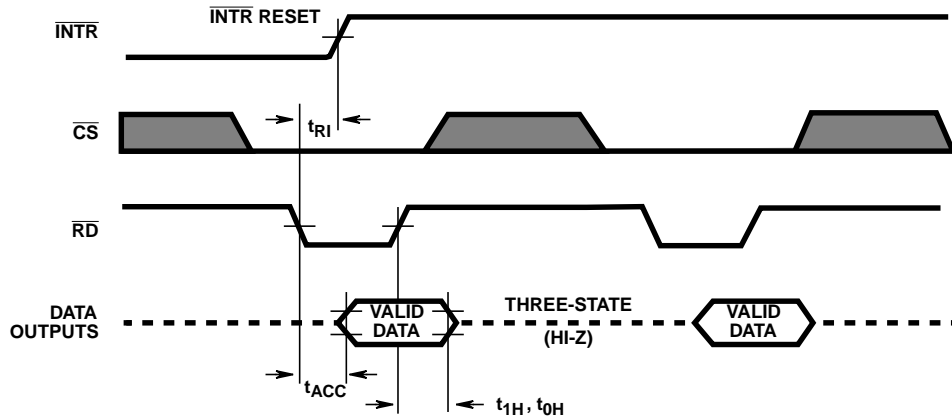 INTR
INTR RESET
tRI
CS
RD
DATA
OUTPUTS
VALID
DATA
THREE-STATE
(HI-Z)
VALID
DATA
tACC
t1H, t0H